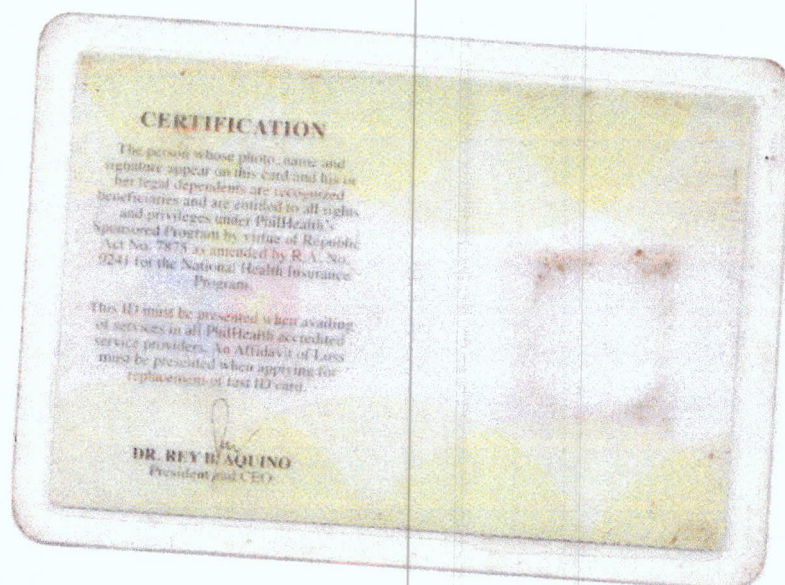 CERTIFICATION
The person whose photo, name and
signature appear on this card and his or
her legal dependents are recognized
beneficiaries and are entitled to all rights
and privileges under PhilHealth's
Sponsored Program by virtue of Republic
Act No. 7875 as amended by R.A. No.
9241 for the National Health Insurance
Program.
This ID must be presented when availing
of services in all PhilHealth accredited
service providers. An Affidavit of Loss
must be presented when applying for
replacement of lost ID card.
DR. REY B. AQUINO
President and CEO